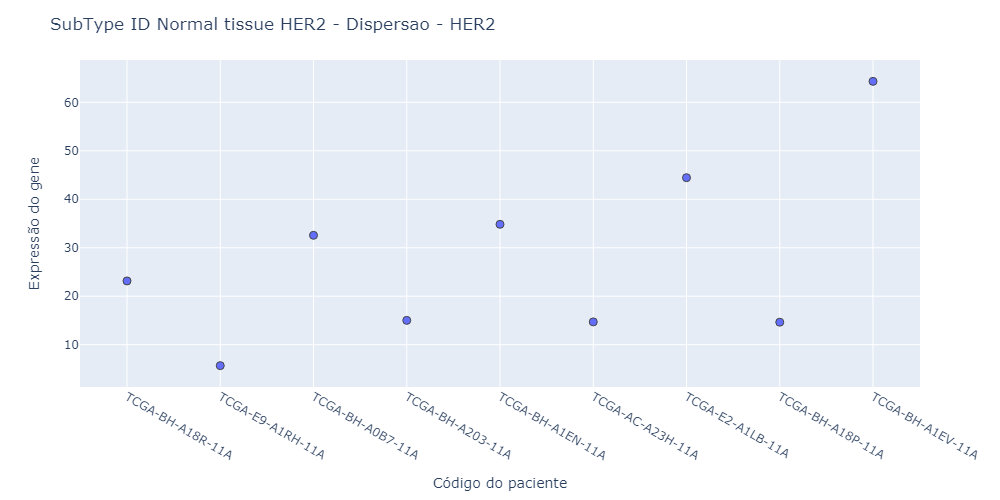 SubType ID Normal tissue HER2 - Dispersao - HER2
Expressão do gene
60
50
40
30
20
10
TCGA-BH-A18R-11A
TCGA-E9-A1RH-11A
TCGA-BH-A0B7-11A
TCGA-BH-A203-11A
TCGA-BH-A1EN-11A
TCGA-AC-A23H-11A
TCGA-E2-A1LB-11A
TCGA-BH-A18P-11A
TCGA-BH-A1EV-11A
Código do paciente